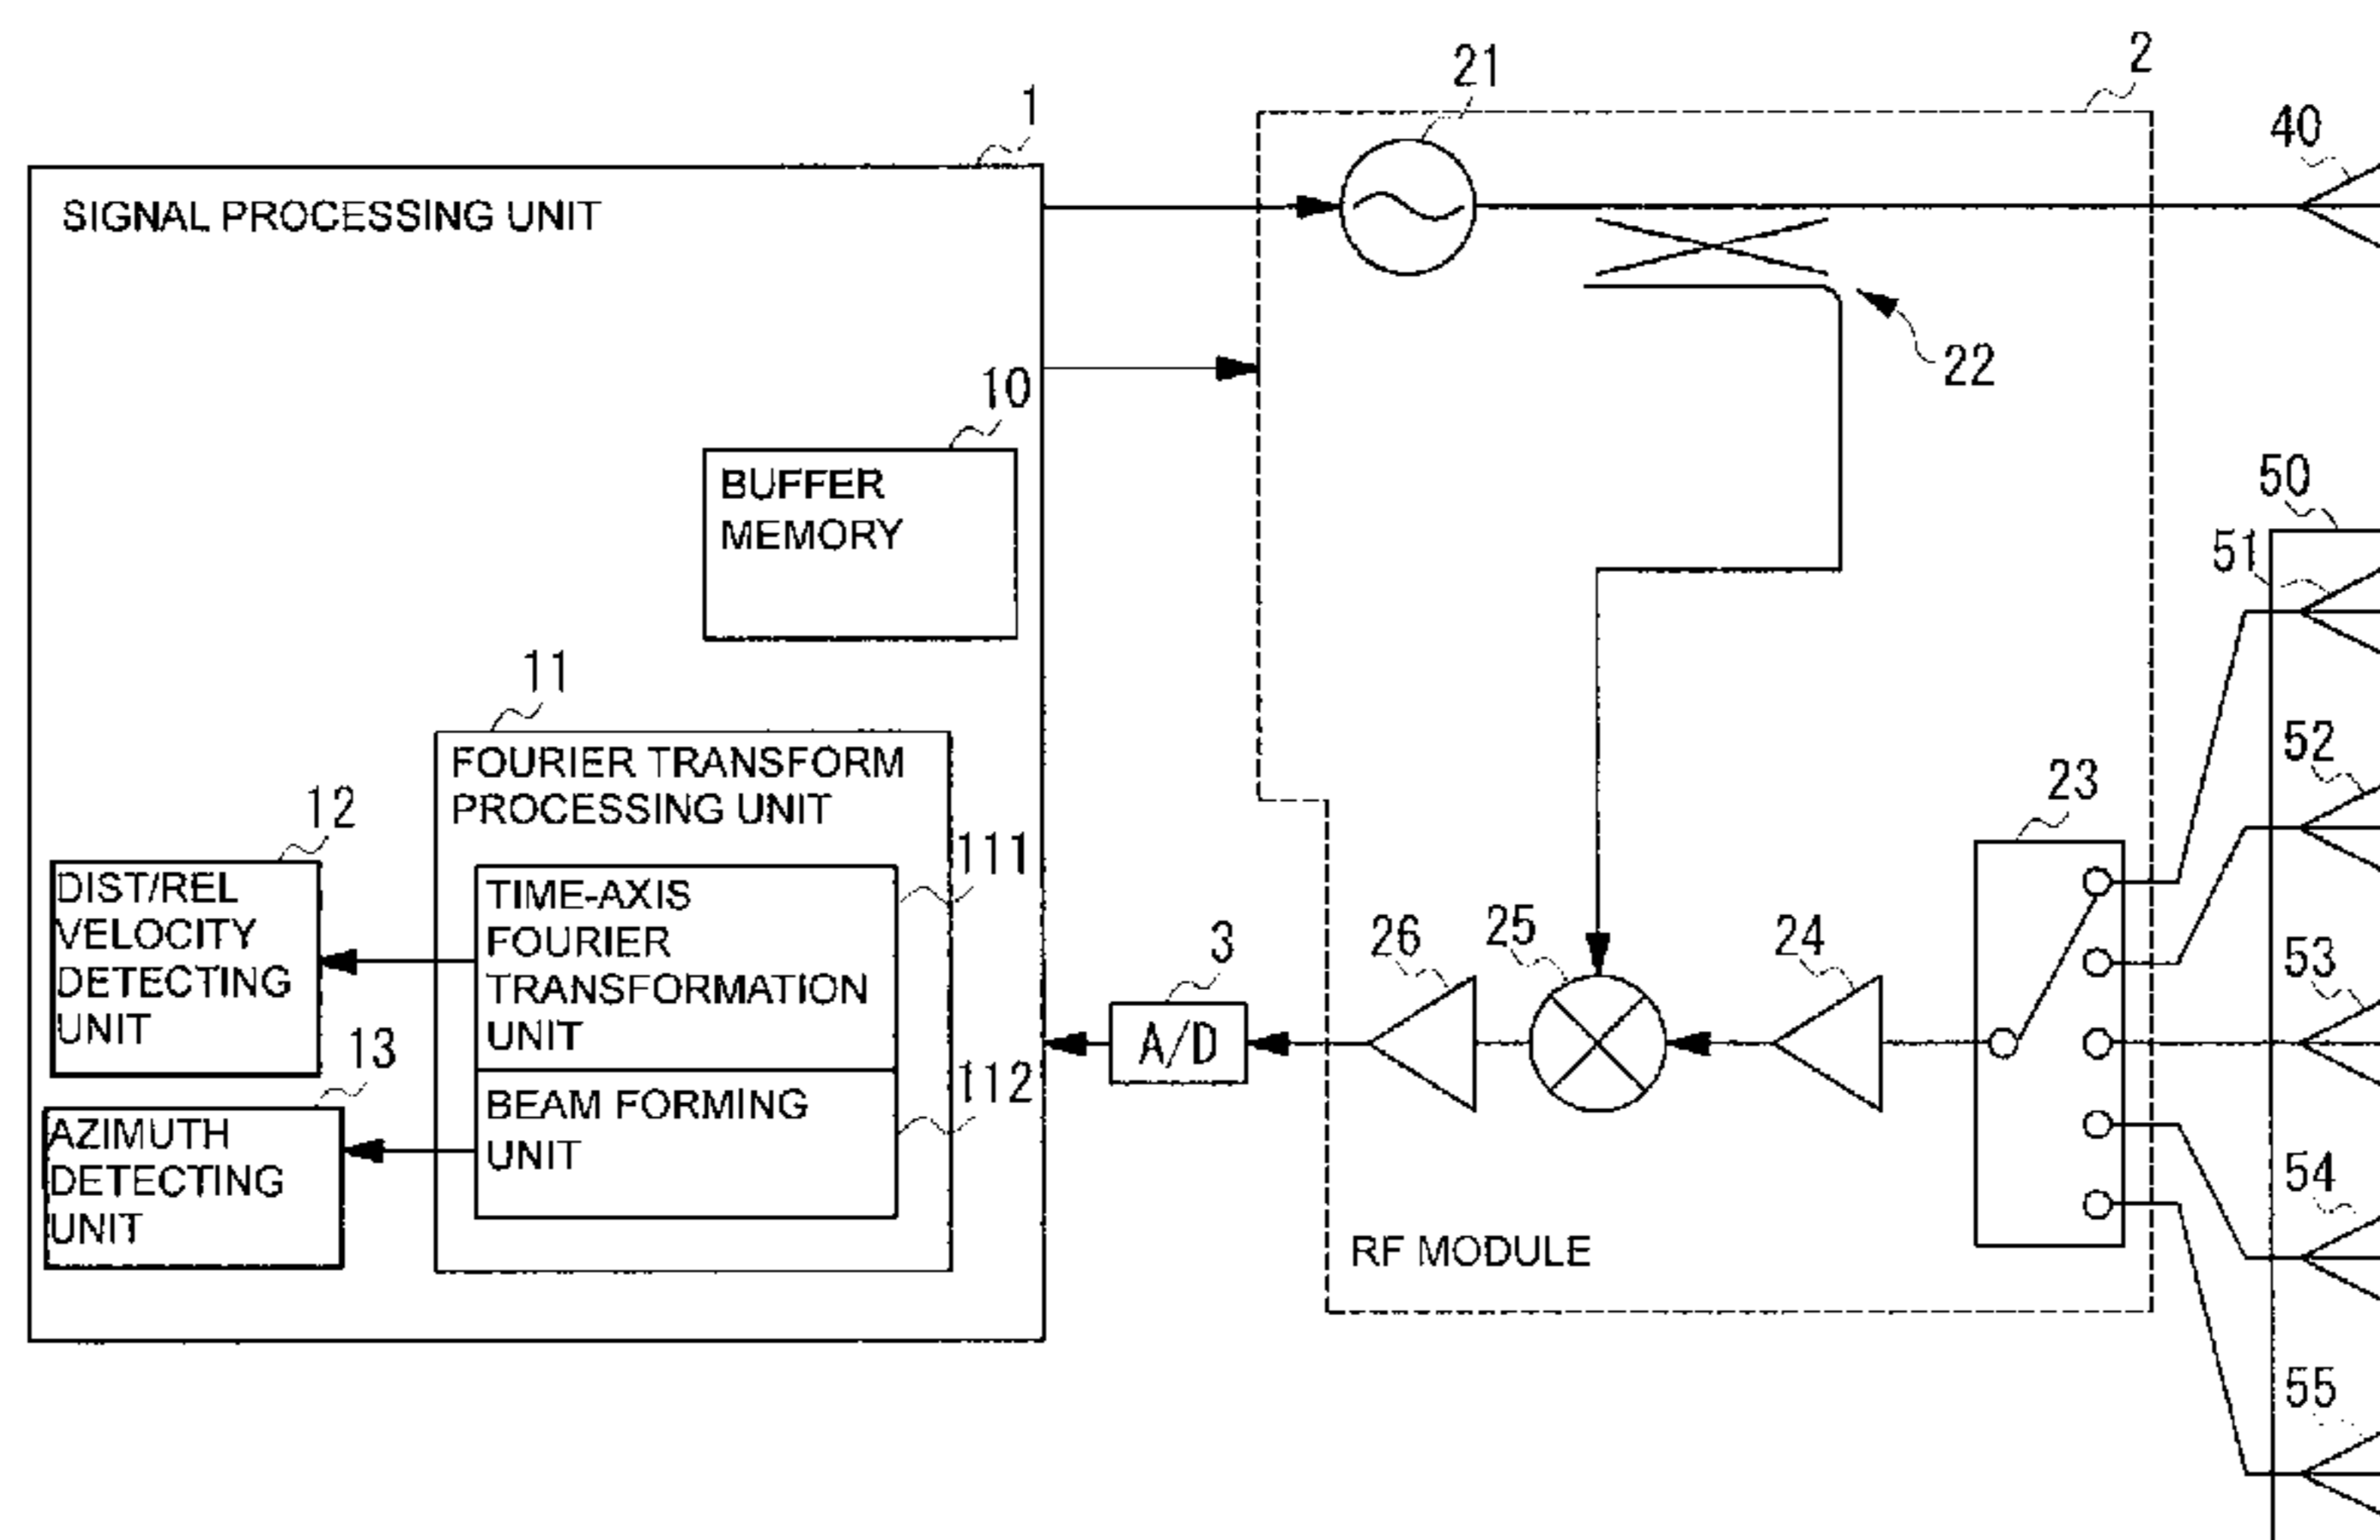 21
2
1
40
SIGNAL PROCESSING UNIT
22
10
BUFFER
MEMORY
50
51
11
52
FOURIER TRANSFORM
PROCESSING UNIT
23
12
111
DIST/REL
VELOCITY
DETECTING
UNIT
TIME-AXIS
FOURIER
TRANSFORMATION
UNIT
3
26
25
24
53
A/D
13
112
AZIMUTH
DETECTING
UNIT
BEAM FORMING
UNIT
54
RF MODULE
55